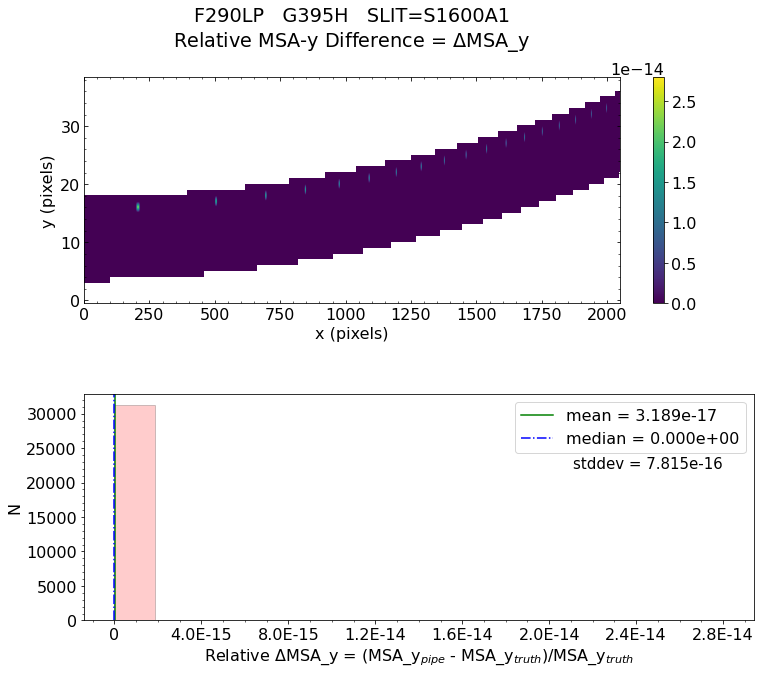 F290LP   G395H   SLIT=S1600A1
Relative MSA-y Difference = ΔMSA_y
1e−14
30
20
10
0
y (pixels)
0 250 500 750 1000 1250 1500 1750 2000
x (pixels)
2.5
2.0
1.5
1.0
0.5
0.0
30000
25000
20000
15000
10000
5000
0
N
mean = 3.189e-17
median = 0.000e+00
stddev = 7.815e-16
0 4.0E-15 8.0E-15 1.2E-14 1.6E-14 2.0E-14 2.4E-14 2.8E-14
Relative ΔMSA_y = (MSA_y_pipe - MSA_y_truth)/MSA_y_truth